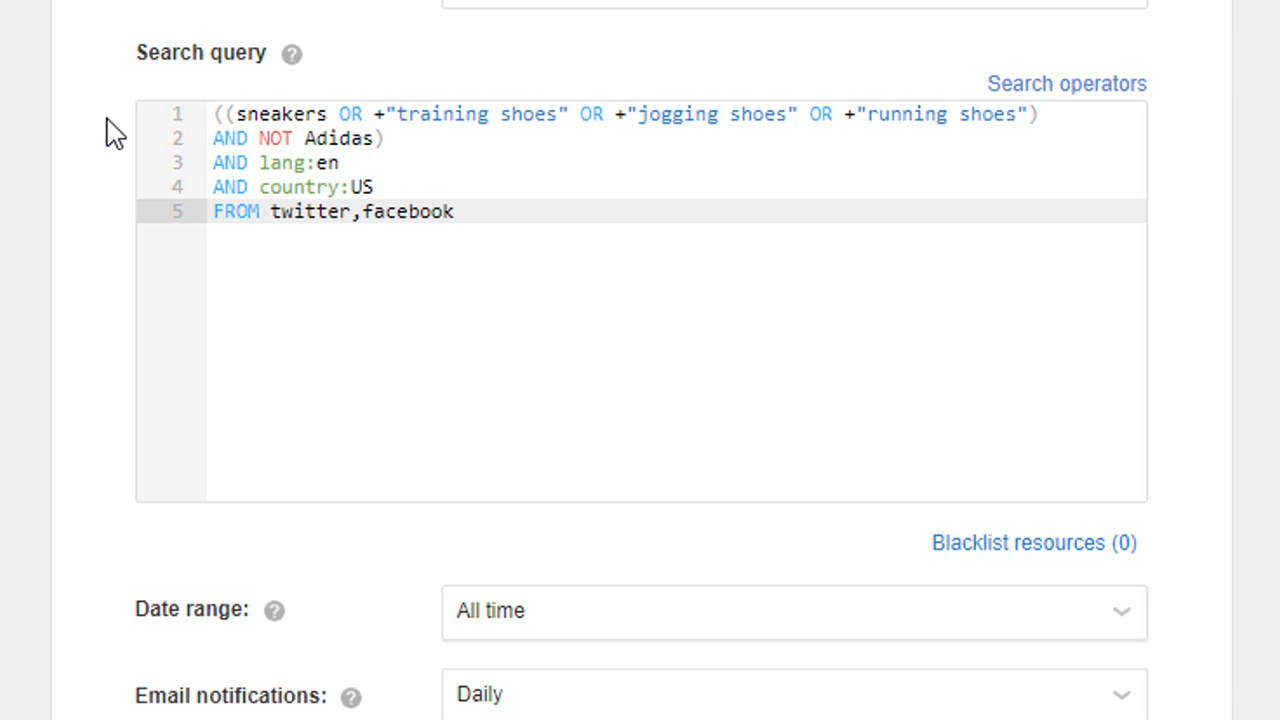 Search query ?
Search operators
1 ((sneakers OR +"training shoes" OR +"jogging shoes" OR +"running shoes")
2 AND NOT Adidas)
3 AND lang:en
4 AND country:US
5 FROM twitter,facebook
Blacklist resources (0)
Date range: ? All time
Email notifications: ? Daily